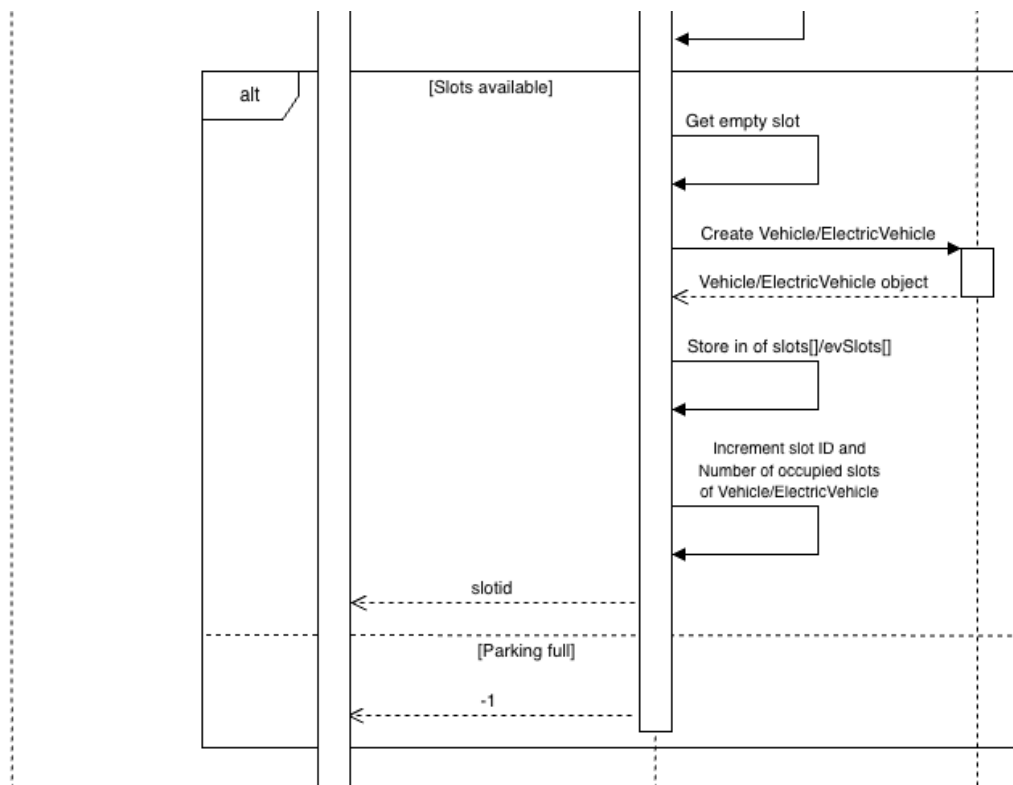 alt
[Slots available]
Get empty slot
Create Vehicle/ElectricVehicle
Vehicle/ElectricVehicle object
Store in of slots[]/evSlots[]
Increment slot ID and
Number of occupied slots
of Vehicle/ElectricVehicle
slotid
[Parking full]
-1